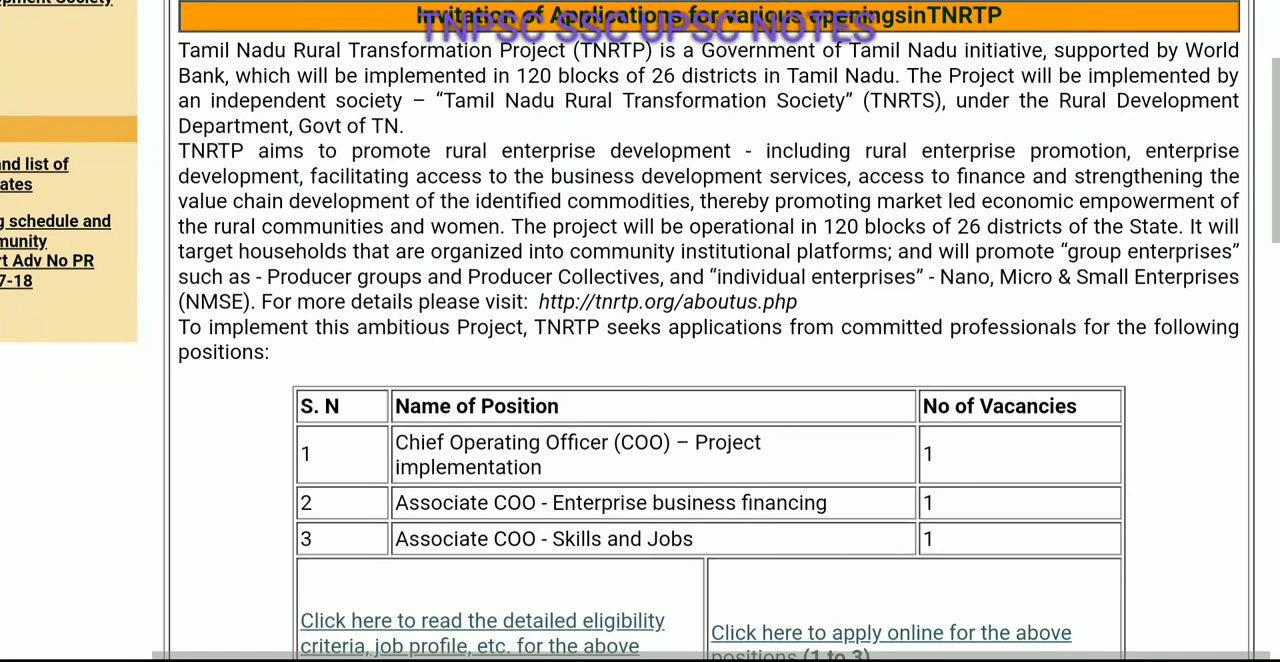 opment Society
Invitation of Applications for various openingsinTNRTP
TNPSC SSC UPSC NOTES
Tamil Nadu Rural Transformation Project (TNRTP) is a Government of Tamil Nadu initiative, supported by World
Bank, which will be implemented in 120 blocks of 26 districts in Tamil Nadu. The Project will be implemented by
an independent society – “Tamil Nadu Rural Transformation Society” (TNRTS), under the Rural Development
Department, Govt of TN.
TNRTP aims to promote rural enterprise development - including rural enterprise promotion, enterprise
development, facilitating access to the business development services, access to finance and strengthening the
value chain development of the identified commodities, thereby promoting market led economic empowerment of
the rural communities and women. The project will be operational in 120 blocks of 26 districts of the State. It will
target households that are organized into community institutional platforms; and will promote “group enterprises”
such as - Producer groups and Producer Collectives, and “individual enterprises” - Nano, Micro & Small Enterprises
(NMSE). For more details please visit: http://tnrtp.org/aboutus.php
To implement this ambitious Project, TNRTP seeks applications from committed professionals for the following
positions:
and list of
ates
g schedule and
munity
rt Adv No PR
7-18
S. N Name of Position No of Vacancies
1 Chief Operating Officer (COO) – Project
implementation 1
2 Associate COO - Enterprise business financing 1
3 Associate COO - Skills and Jobs 1
Click here to read the detailed eligibility
criteria, job profile, etc. for the above
Click here to apply online for the above
positions (1 to 3)